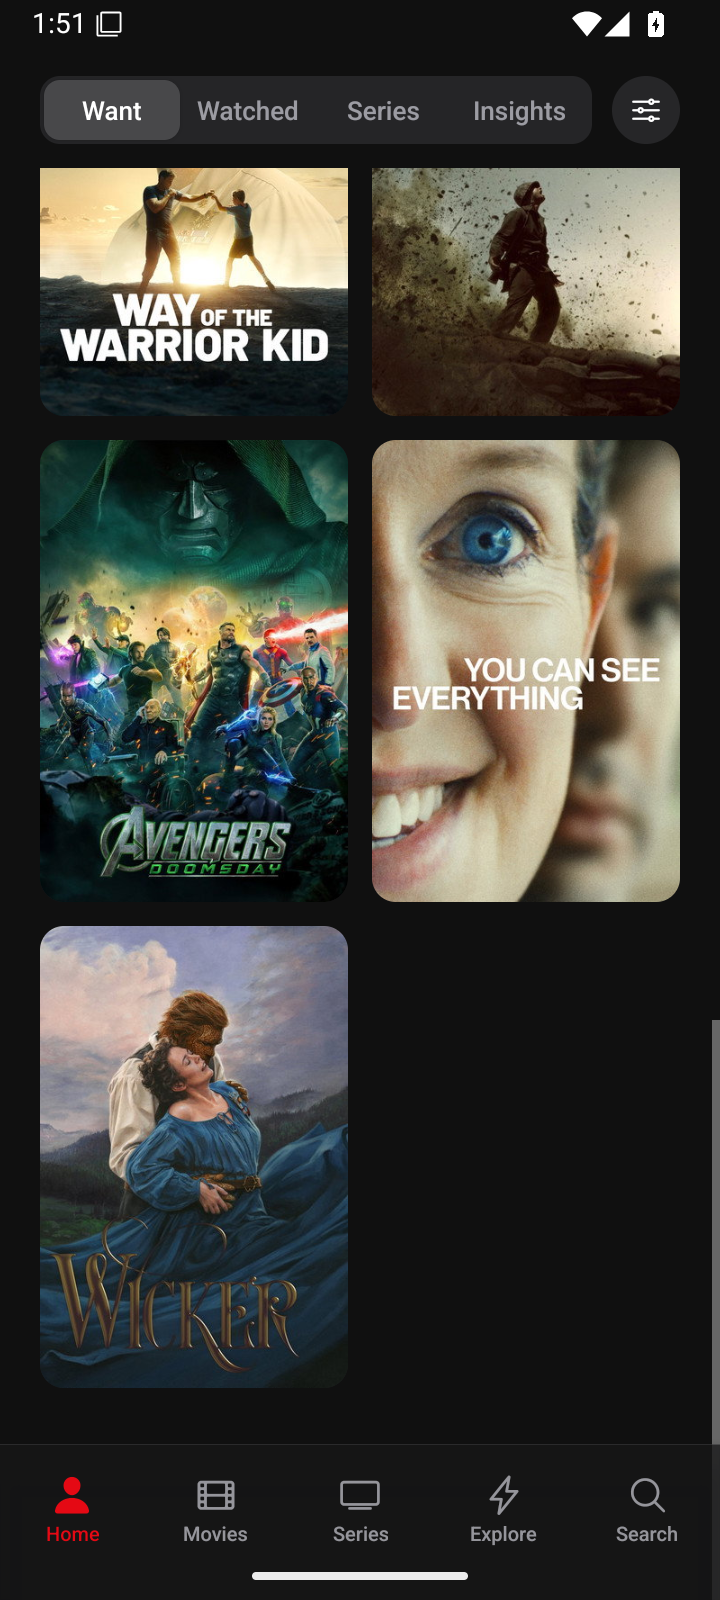 1:51
Want
Watched
Series
Insights
WAY OF THE
WARRIOR KID
AVENGERS
DOOMSDAY
YOU CAN SEE
EVERYTHING
WICKER
Home
Movies
Series
Explore
Search